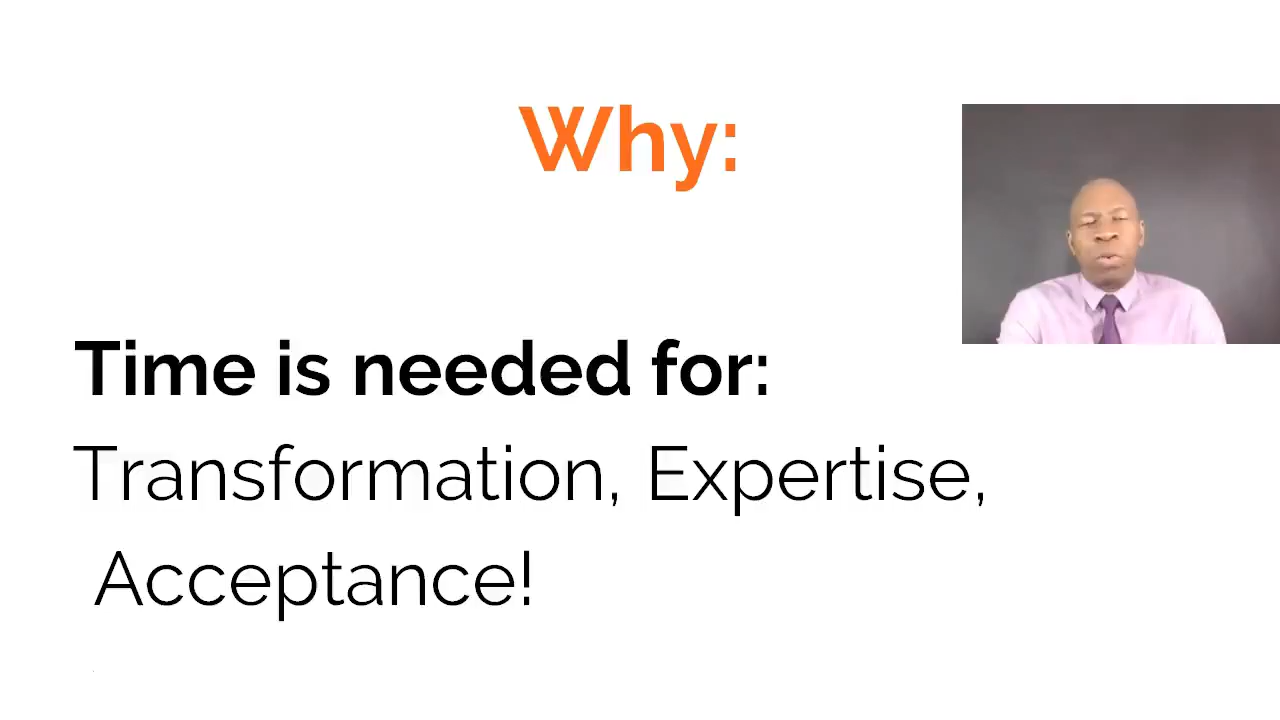 Why:
Time is needed for:
Transformation, Expertise,
Acceptance!